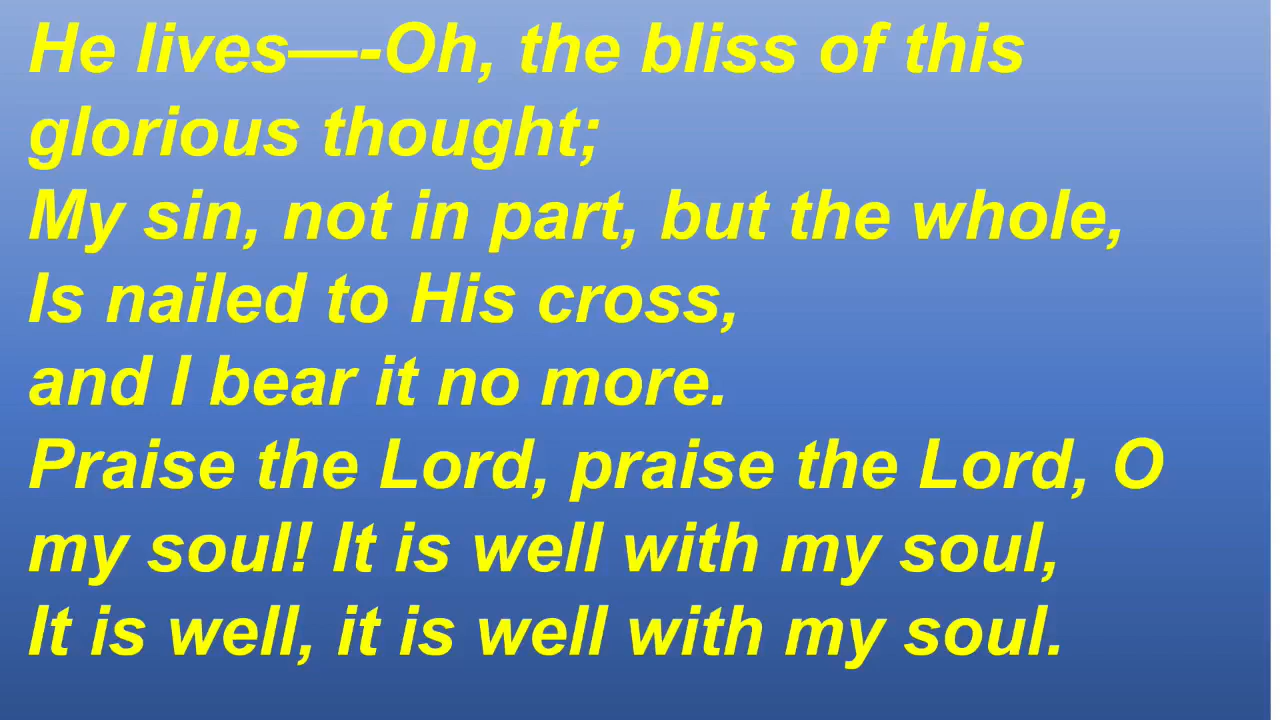 He lives—-Oh, the bliss of this
glorious thought;
My sin, not in part, but the whole,
Is nailed to His cross,
and I bear it no more.
Praise the Lord, praise the Lord, O
my soul! It is well with my soul,
It is well, it is well with my soul.